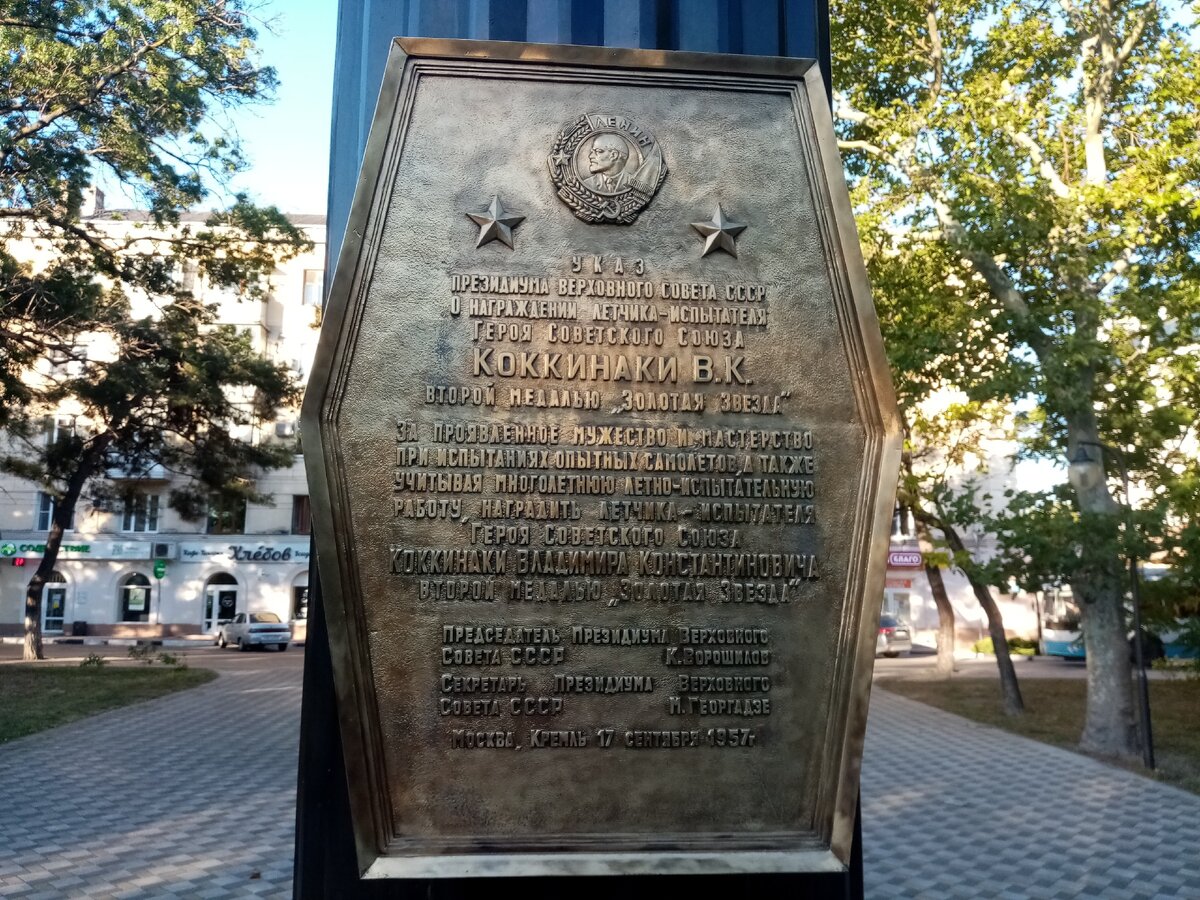 ЛЕНИН
УКАЗ
ПРЕЗИДИУМА ВЕРХОВНОГО СОВЕТА СССР
О НАГРАЖДЕНИИ ЛЕТЧИКА-ИСПЫТАТЕЛЯ
ГЕРОЯ СОВЕТСКОГО СОЮЗА
КОККИНАКИ В.К.
ВТОРОЙ МЕДАЛЬЮ „ЗОЛОТАЯ ЗВЕЗДА"
ЗА ПРОЯВЛЕННОЕ МУЖЕСТВО И МАСТЕРСТВО
ПРИ ИСПЫТАНИЯХ ОПЫТНЫХ САМОЛЕТОВ, А ТАКЖЕ
УЧИТЫВАЯ МНОГОЛЕТНЮЮ ЛЕТНО-ИСПЫТАТЕЛЬНУЮ
РАБОТУ, НАГРАДИТЬ ЛЕТЧИКА-ИСПЫТАТЕЛЯ
ГЕРОЯ СОВЕТСКОГО СОЮЗА
КОККИНАКИ ВЛАДИМИРА КОНСТАНТИНОВИЧА
ВТОРОЙ МЕДАЛЬЮ „ЗОЛОТАЯ ЗВЕЗДА"
ПРЕДСЕДАТЕЛЬ ПРЕЗИДИУМА ВЕРХОВНОГО
СОВЕТА СССР К.ВОРОШИЛОВ
СЕКРЕТАРЬ ПРЕЗИДИУМА ВЕРХОВНОГО
СОВЕТА СССР М.ГЕОРГАДЗЕ
МОСКВА, КРЕМЛЬ 17 СЕНТЯБРЯ 1957г
СОДЕЙСТВИЕ
Хлебов
БЛАГО